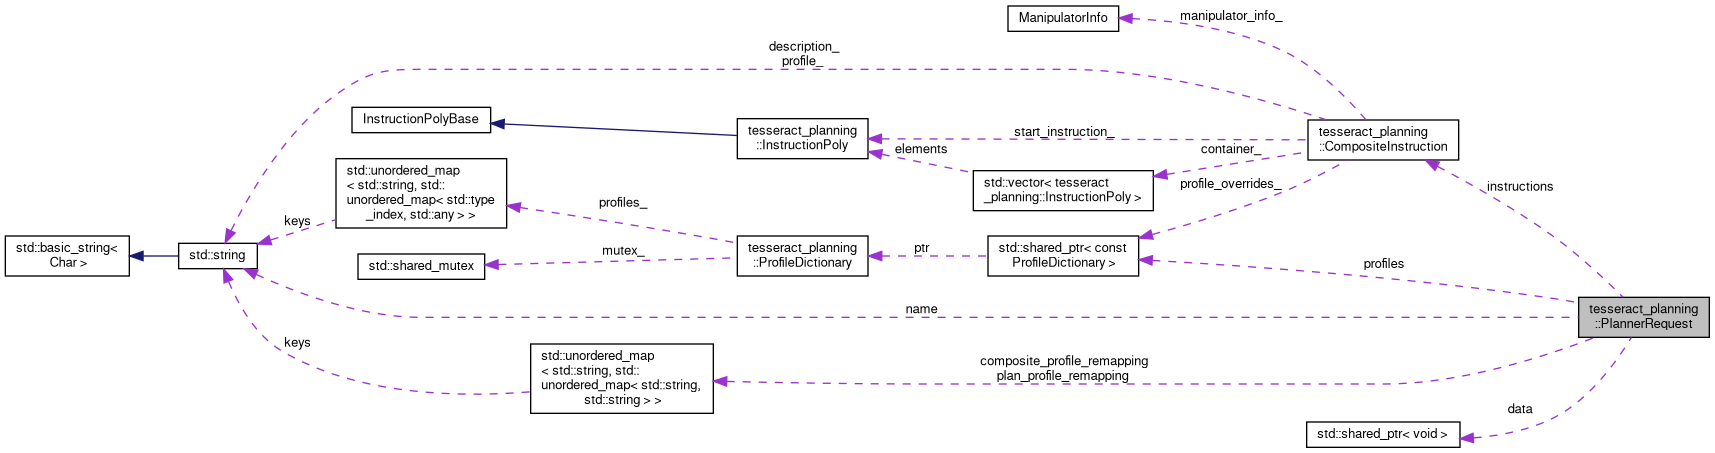 ManipulatorInfo
manipulator_info_
description_
profile_
InstructionPolyBase
tesseract_planning
::InstructionPoly
start_instruction_
tesseract_planning
::CompositeInstruction
elements
container_
std::unordered_map
< std::string, std::
unordered_map< std::type
_index, std::any > >
std::vector< tesseract
_planning::InstructionPoly >
profile_overrides_
instructions
keys
profiles_
std::basic_string<
Char >
std::string
std::shared_mutex
mutex_
tesseract_planning
::ProfileDictionary
ptr
std::shared_ptr< const
ProfileDictionary >
profiles
name
tesseract_planning
::PlannerRequest
keys
std::unordered_map
< std::string, std::
unordered_map< std::string,
std::string > >
composite_profile_remapping
plan_profile_remapping
data
std::shared_ptr< void >